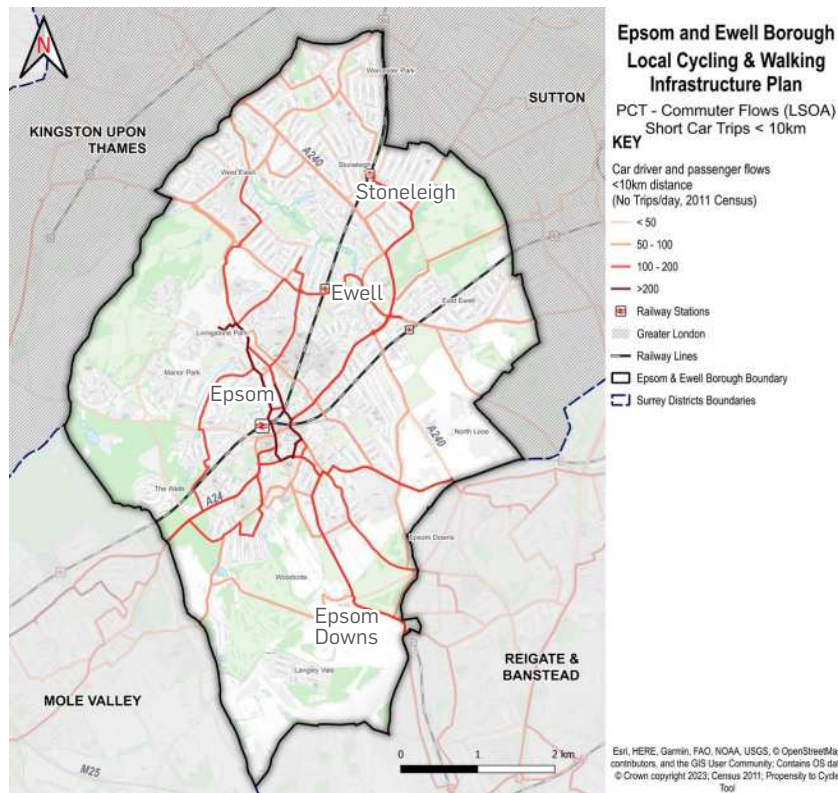 Epsom and Ewell Borough
Local Cycling & Walking
Infrastructure Plan
PCT - Commuter Flows (LSOA)
Short Car Trips < 10km
KEY
Car driver and passenger flows
<10km distance
(No Trips/day, 2011 Census)
< 50
50 - 100
100 - 200
>200
Railway Stations
Greater London
Railway Lines
Epsom & Ewell Borough Boundary
Surrey Districts Boundaries
Esri, HERE, Garmin, FAO, NOAA, USGS, © OpenStreetMap
contributors, and the GIS User Community; Contains OS data
© Crown copyright 2023; Census 2011; Propensity to Cycle
Tool
N
Worcester Park
SUTTON
KINGSTON UPON
THAMES
A240
Stoneleigh
Stoneleigh
West Ewell
Ewell
East Ewell
Livingstone Park
Manor Park
Epsom
A240
North Looe
The Wells
A24
Epsom Downs
Woodcote
Epsom
Downs
Langley Vale
REIGATE &
BANSTEAD
MOLE VALLEY
M25
0 1 2 km